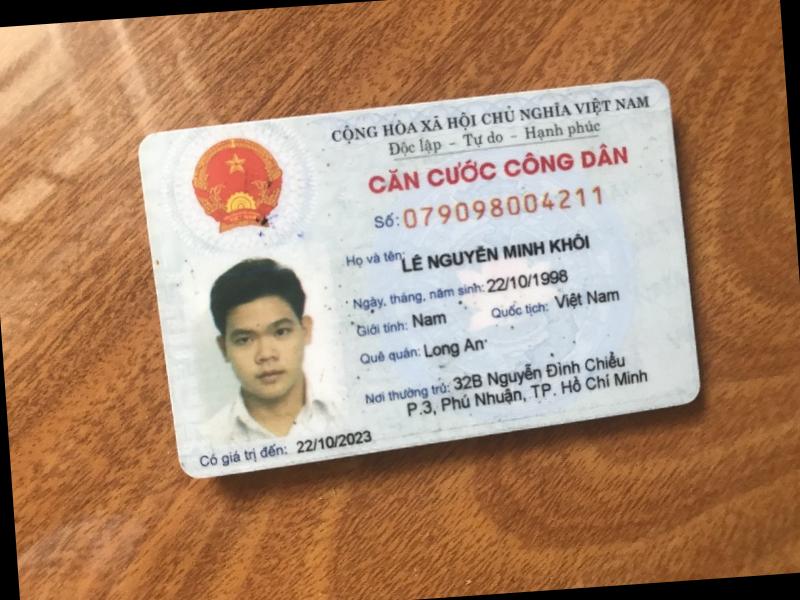 CỘNG HÒA XÃ HỘI CHỦ NGHĨA VIỆT NAM
Độc lập - Tự do - Hạnh phúc
CĂN CƯỚC CÔNG DÂN
Số: 079098004211
Họ và tên: LÊ NGUYỄN MINH KHÔI
Ngày, tháng, năm sinh: 22/10/1998
Giới tính: Nam Quốc tịch: Việt Nam
Quê quán: Long An
Nơi thường trú: 32B Nguyễn Đình Chiểu
P.3, Phú Nhuận, TP. Hồ Chí Minh
Có giá trị đến: 22/10/2023